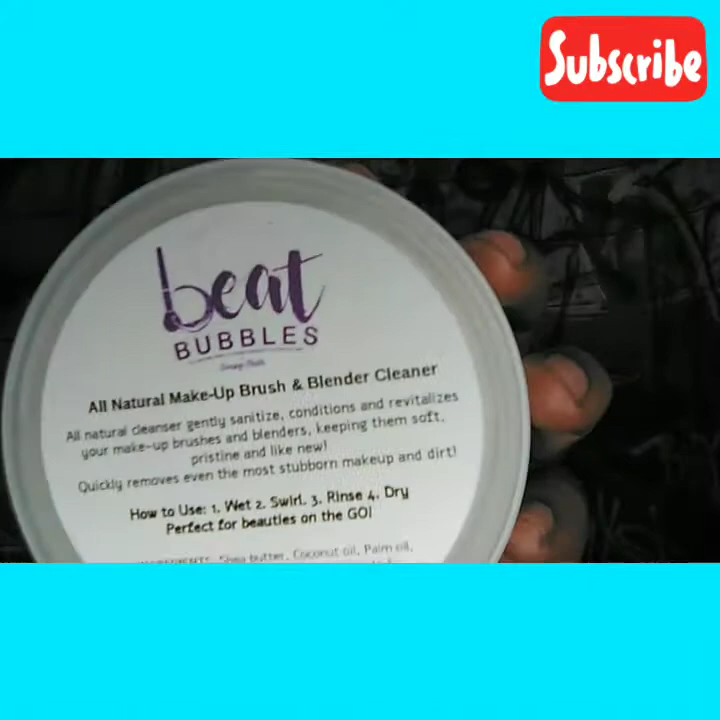 Subscribe
beat
BUBBLES
All Natural Make-Up Brush & Blender Cleaner
All natural cleanser gently sanitize, conditions and revitalizes
your make-up brushes and blenders, keeping them soft,
pristine and like new!
Quickly removes even the most stubborn makeup and dirt!
How to Use: 1. Wet 2. Swirl. 3. Rinse 4. Dry
Perfect for beauties on the GO!
INGREDIENTS: Shea butter, Coconut oil, Palm oil,